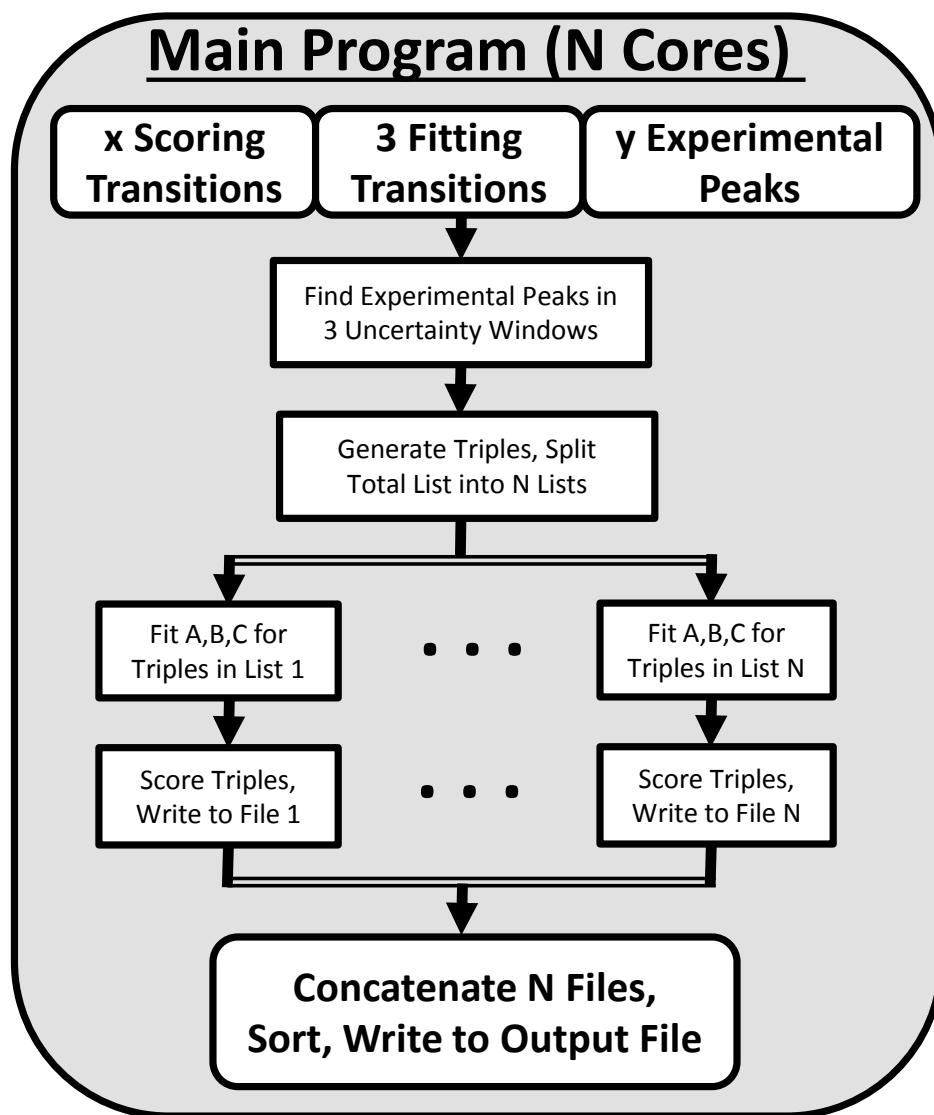 Main Program (N Cores)
x Scoring
Transitions
3 Fitting
Transitions
y Experimental
Peaks
Find Experimental Peaks in
3 Uncertainty Windows
Generate Triples, Split
Total List into N Lists
Fit A,B,C for
Triples in List 1
. . .
Fit A,B,C for
Triples in List N
Score Triples,
Write to File 1
. . .
Score Triples,
Write to File N
Concatenate N Files,
Sort, Write to Output File